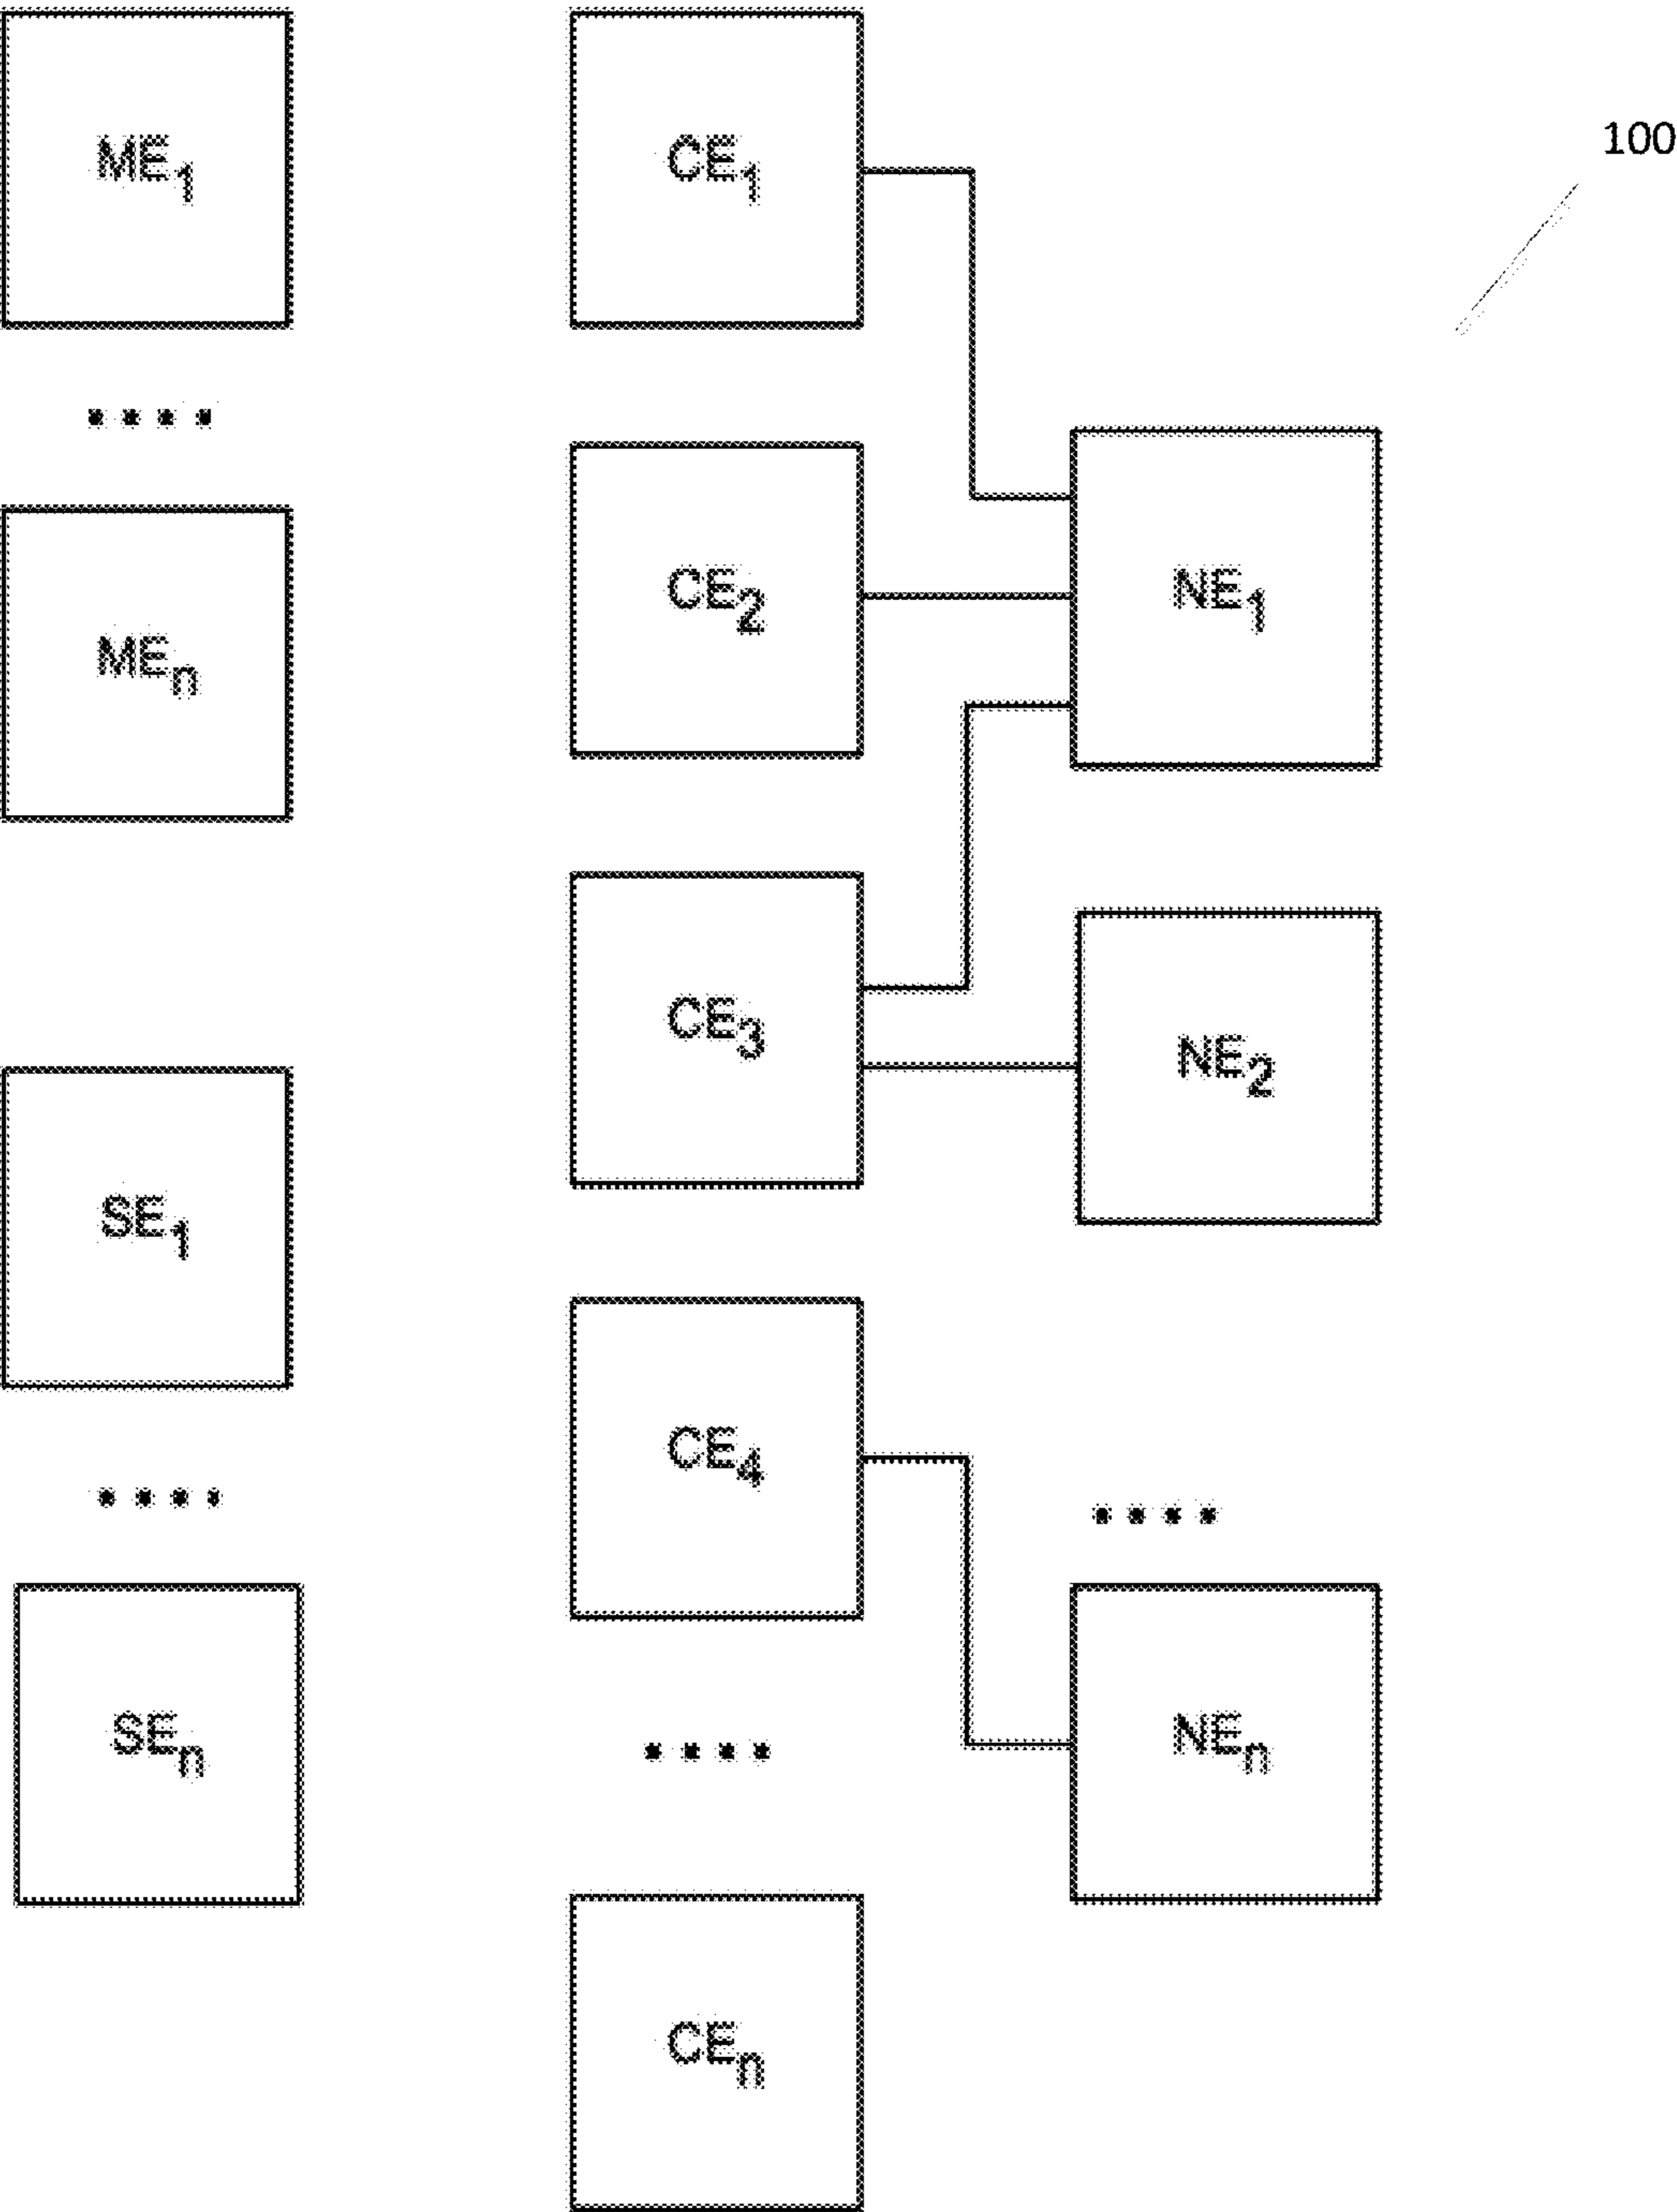 ME1
CE1
100
....
CE2
NE1
MEn
CE3
NE2
SE1
CE4
....
....
SEn
....
NEn
CEn